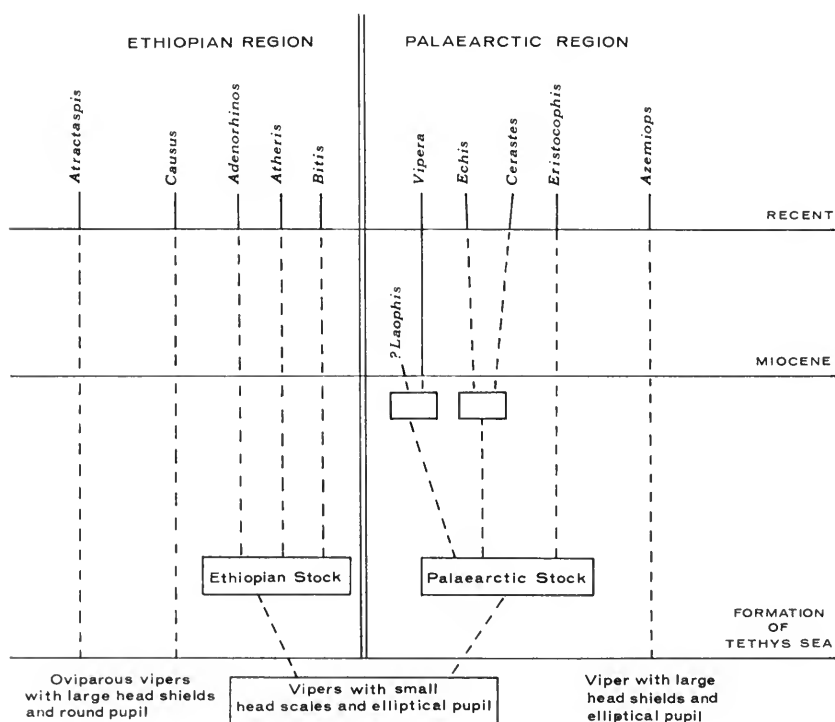 ETHIOPIAN REGION
PALAEARCTIC REGION
Atractaspis
Causus
Adenorhinos
Atheris
Bitis
Vipera
Echis
Cerastes
Eristocophis
Azemiops
RECENT
? Laophis
MIOCENE
Ethiopian Stock
Palaearctic Stock
FORMATION
OF
TETHYS SEA
Oviparous vipers
with large head shields
and round pupil
Vipers with small
head scales and elliptical pupil
Viper with large
head shields and
elliptical pupil